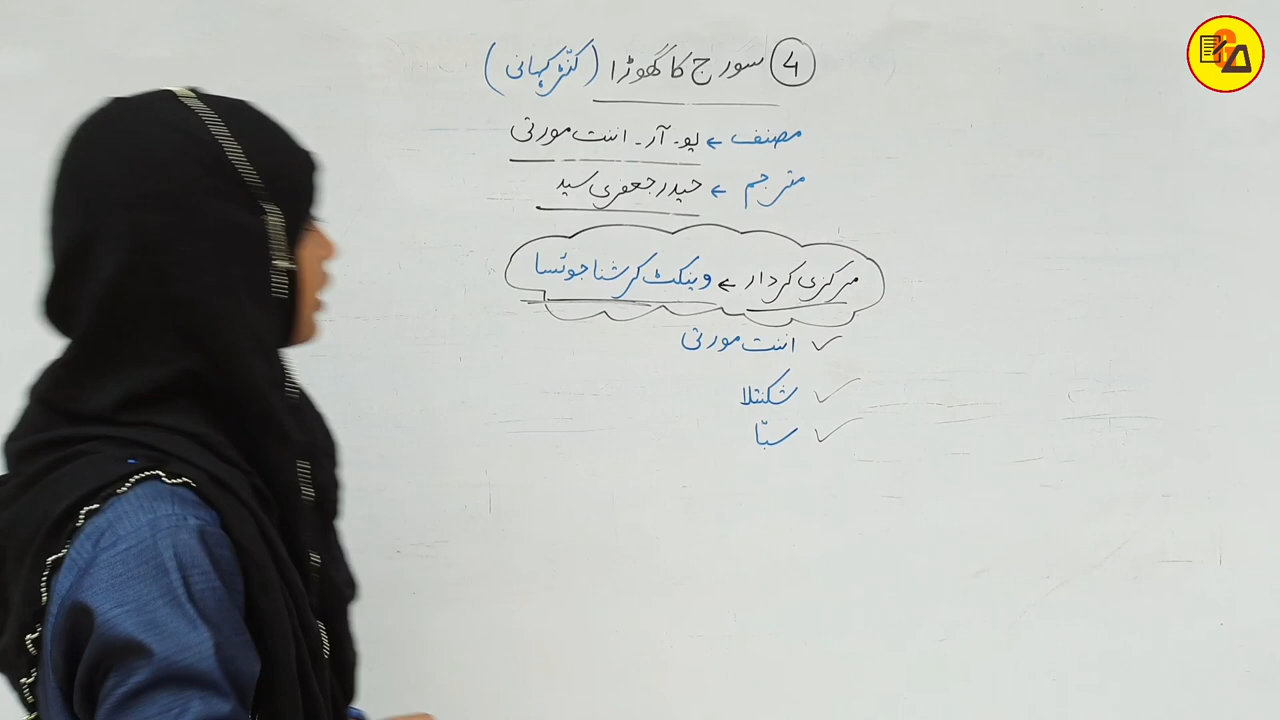 4 سورج کا گھوڑا (کنّڑ کہانی)
مصنف ← یو۔ آر۔ اننت مورتی
مترجم ← حیدر جعفری سید
مرکزی کردار ← وینکٹ کرشنا جوئسا
✓ اننت مورتی
✓ شکنتلا
✓ سبّا